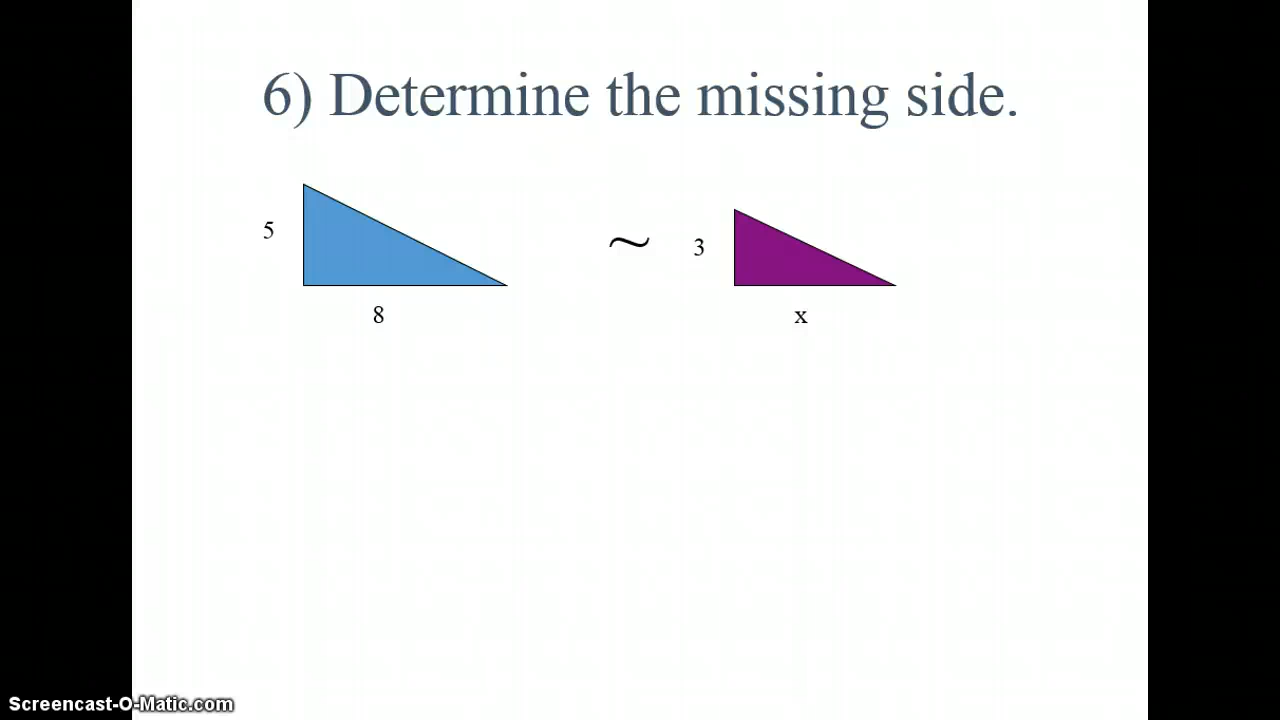 6) Determine the missing side.
5
~
3
8
x
Screencast-O-Matic.com